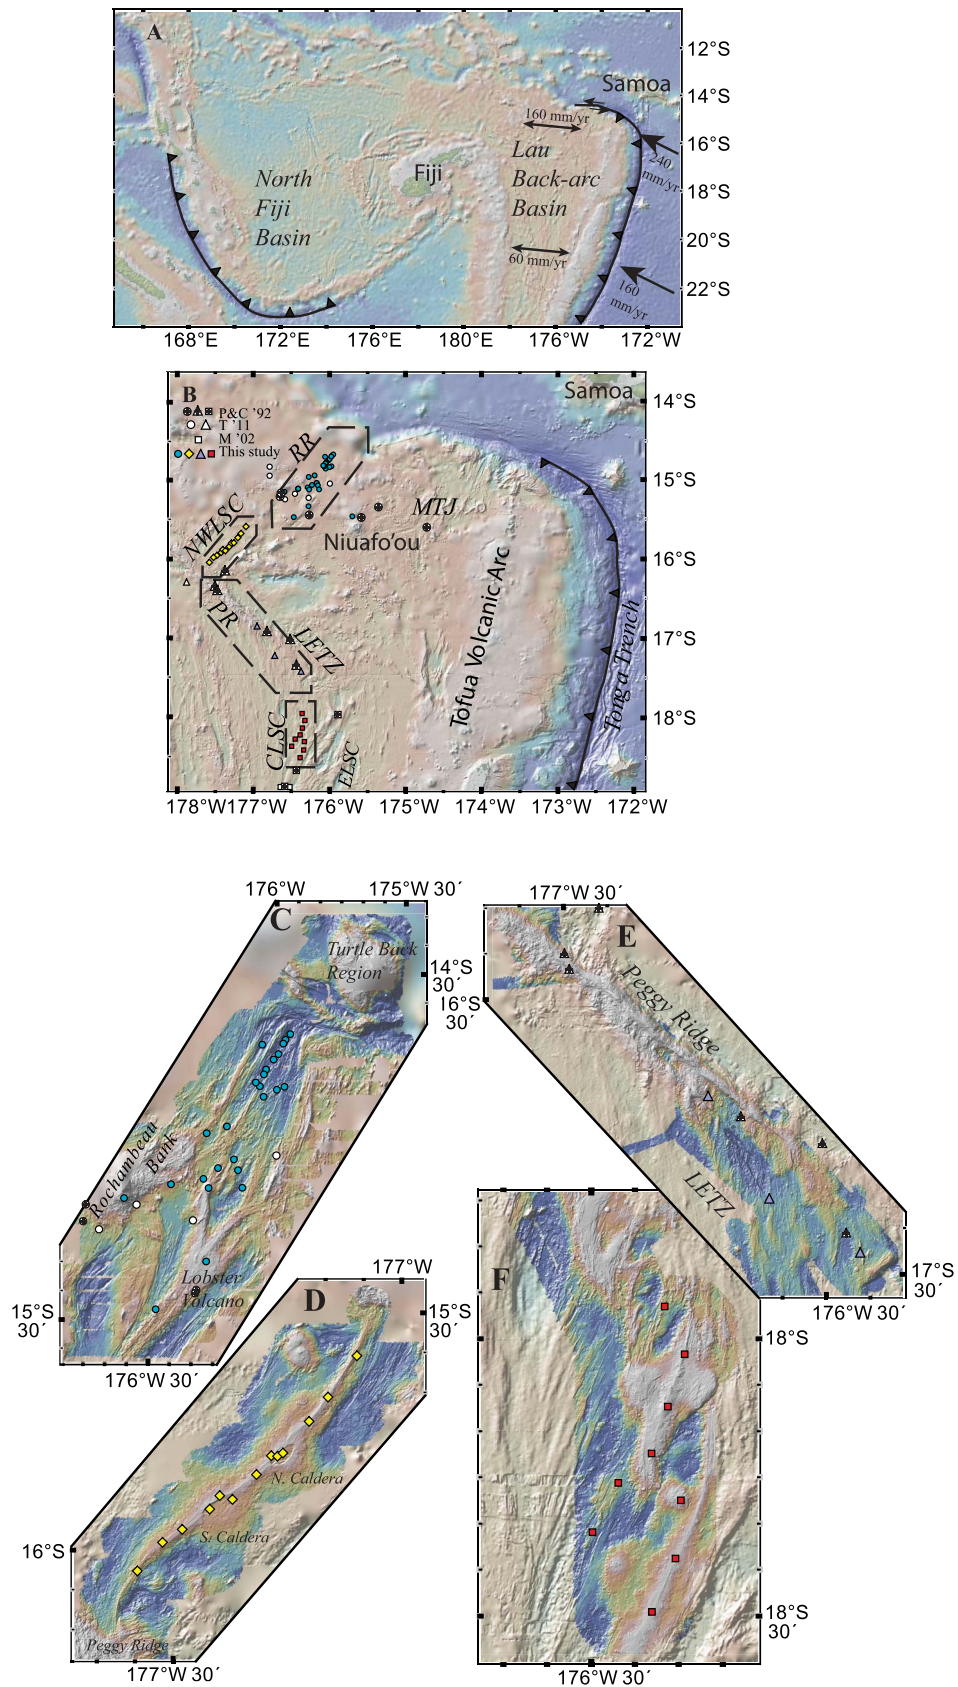 A
Samoa
160 mm/yr
Lau
Back-arc
Basin
North
Fiji
Basin
Fiji
240
mm/yr
60 mm/yr
160
mm/yr
12°S
14°S
16°S
18°S
20°S
22°S
168°E
172°E
176°E
180°E
176°W
172°W
B
P&C '92
T '11
M '02
This study
Samoa
RR
NWLSC
MTJ
Niuafo'ou
PR
LETZ
CLSC
ELSC
Tofua Volcanic Arc
Tonga Trench
14°S
15°S
16°S
17°S
18°S
178°W
177°W
176°W
175°W
174°W
173°W
172°W
176°W
175°W 30´
C
Turtle Back
Region
14°S
30´
16°S
30´
Rochambeau
Bank
Lobster
Volcano
15°S
30´
176°W 30´
177°W
D
15°S
30´
N. Caldera
S. Caldera
16°S
Peggy Ridge
177°W 30´
177°W 30´
E
Peggy Ridge
LETZ
17°S
176°W 30´
F
18°S
18°S
30´
176°W 30´